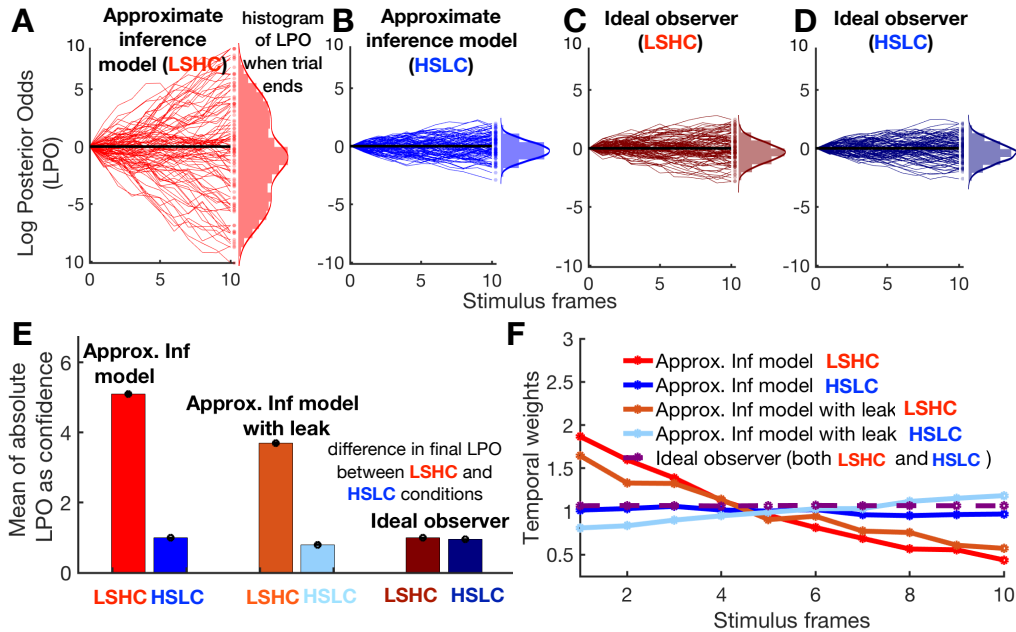 A
Approximate
inference
model (LSHC)
histogram
of LPO
when trial
ends
B
Approximate
inference model
(HSLC)
C
Ideal observer
(LSHC)
D
Ideal observer
(HSLC)
Log Posterior Odds
(LPO)
10
5
0
-5
10
0
5
10
10
5
0
-5
-10
0
5
10
10
5
0
-5
-10
0
5
10
10
5
0
-5
-10
0
5
10
Stimulus frames
E
Mean of absolute
LPO as confidence
6
4
2
0
Approx. Inf
model
Approx. Inf model
with leak
difference in final LPO
between LSHC and
HSLC conditions
Ideal observer
LSHC HSLC
LSHC HSLC
LSHC HSLC
F
Temporal weights
3
2.5
2
1.5
1
0.5
Approx. Inf model LSHC
Approx. Inf model HSLC
Approx. Inf model with leak LSHC
Approx. Inf model with leak HSLC
Ideal observer (both LSHC and HSLC )
2
4
6
8
10
Stimulus frames